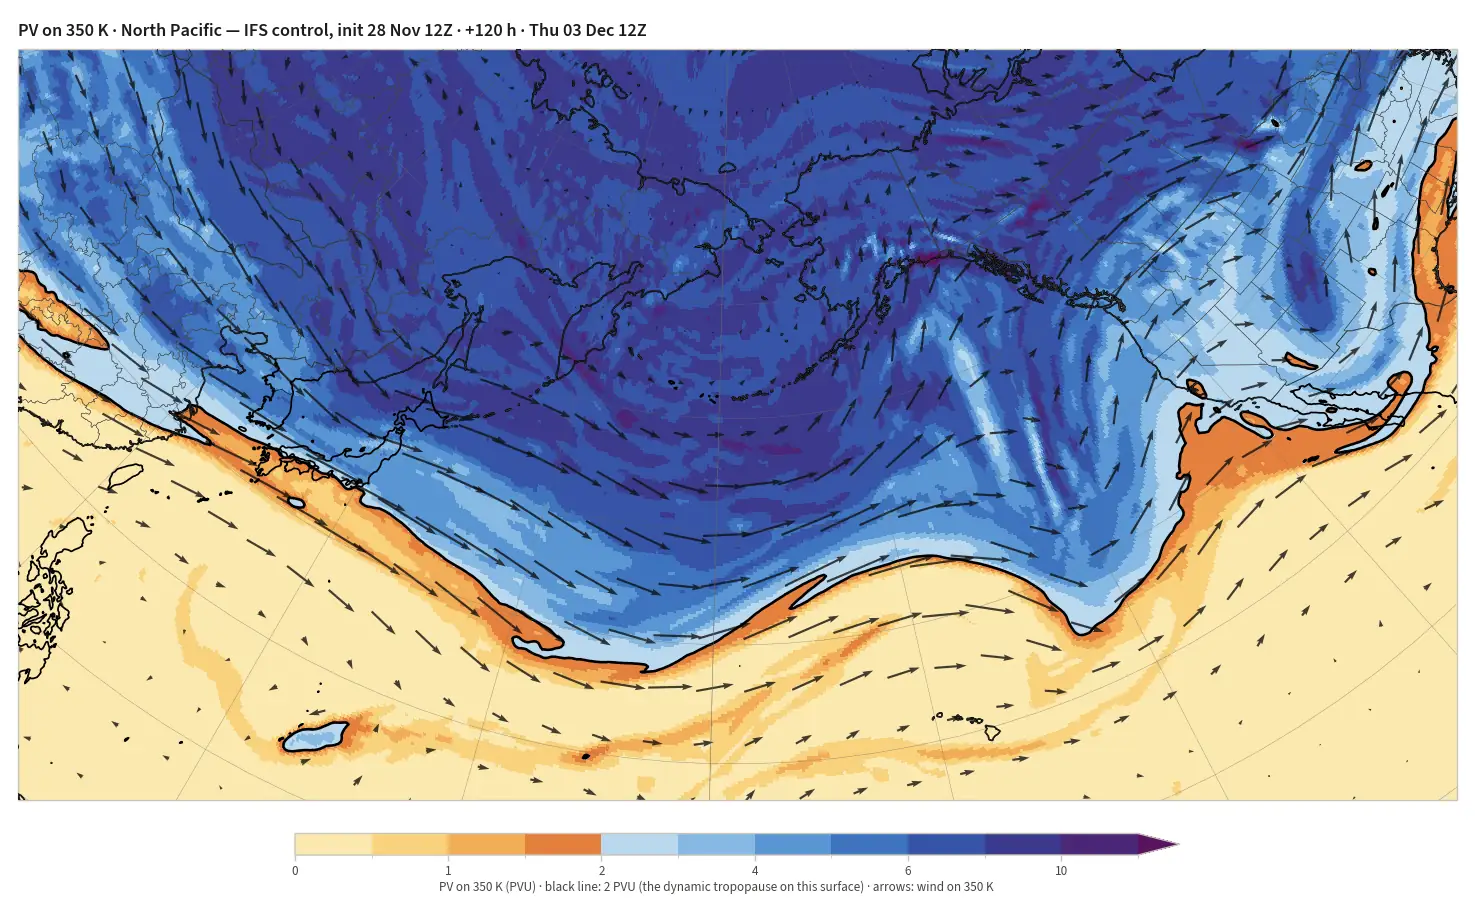 PV on 350 K · North Pacific — IFS control, init 28 Nov 12Z · +120 h · Thu 03 Dec 12Z
0 1 2 4 6 10
PV on 350 K (PVU) · black line: 2 PVU (the dynamic tropopause on this surface) · arrows: wind on 350 K